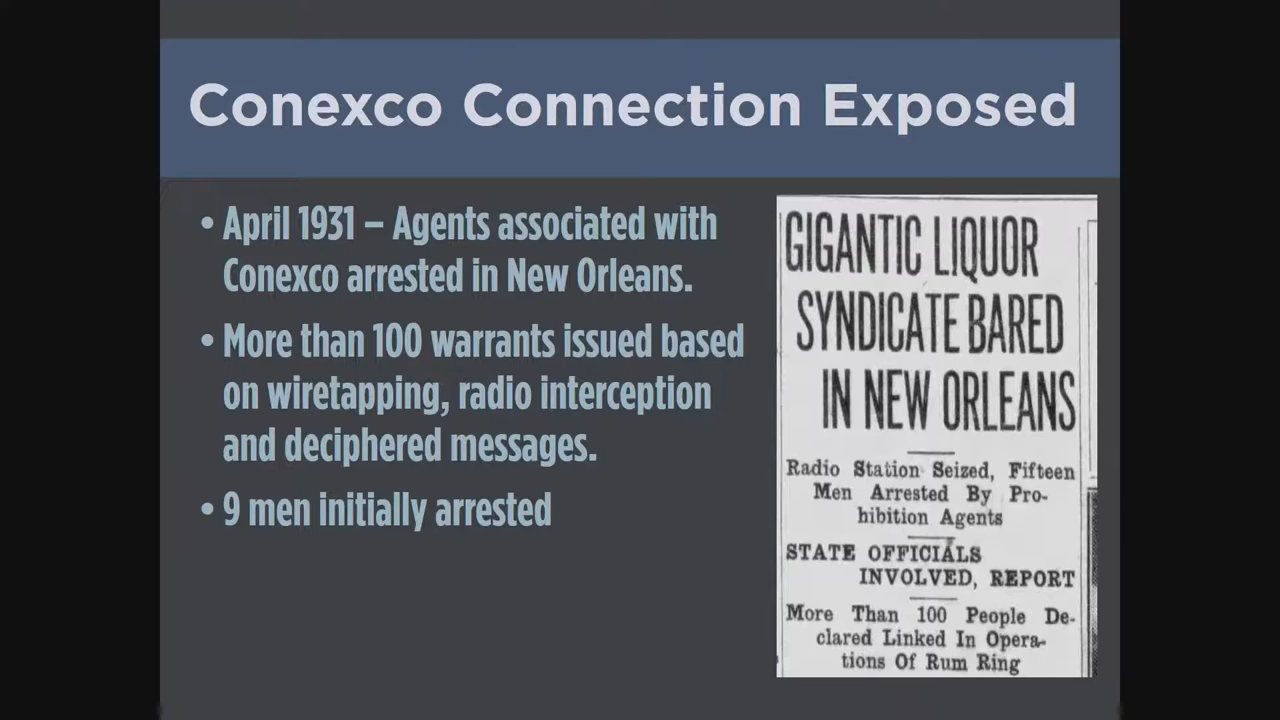 Conexco Connection Exposed
• April 1931 – Agents associated with
Conexco arrested in New Orleans.
• More than 100 warrants issued based
on wiretapping, radio interception
and deciphered messages.
• 9 men initially arrested
GIGANTIC LIQUOR
SYNDICATE BARED
IN NEW ORLEANS
Radio Station Seized, Fifteen
Men Arrested By Pro-
hibition Agents
STATE OFFICIALS
INVOLVED, REPORT
More Than 100 People De-
clared Linked In Opera-
tions Of Rum Ring